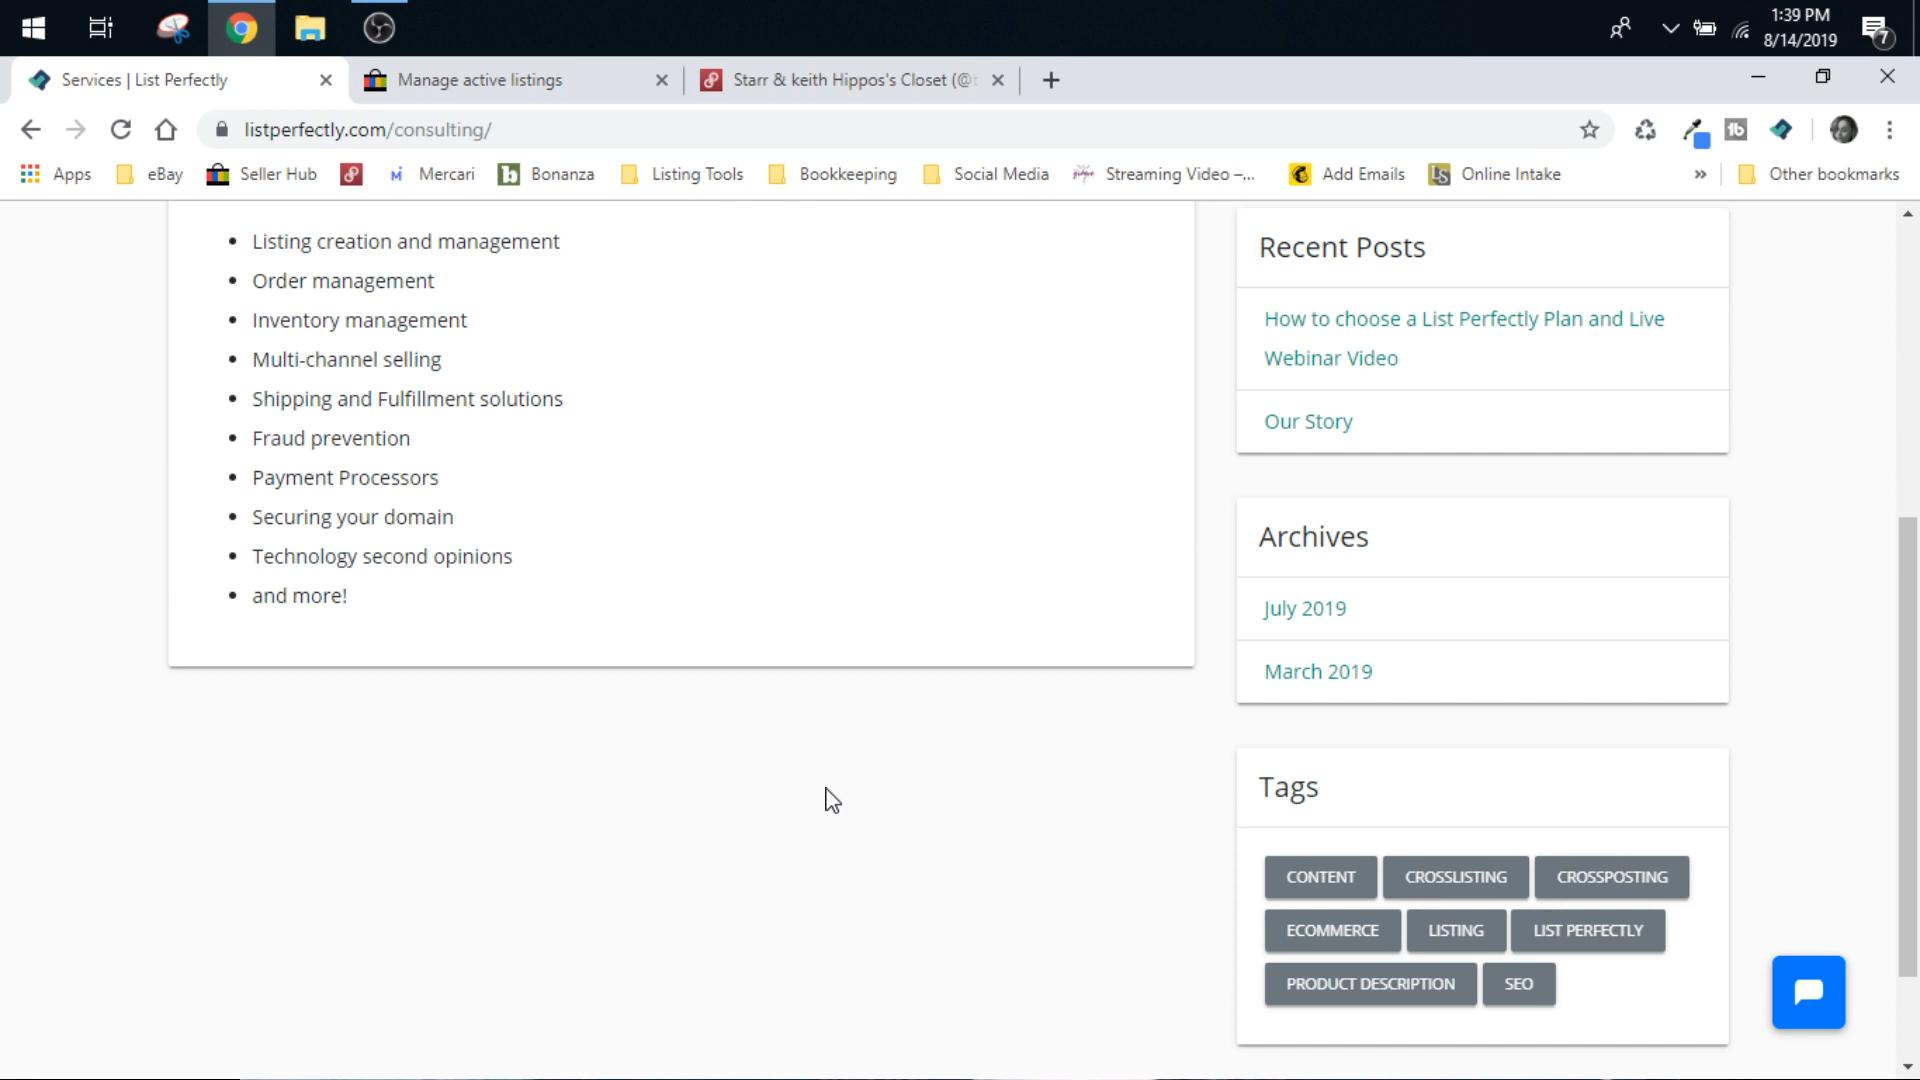 1:39 PM
8/14/2019
7
Services | List Perfectly
Manage active listings
Starr & keith Hippos's Closet (@
listperfectly.com/consulting/
Apps
eBay
Seller Hub
Mercari
Bonanza
Listing Tools
Bookkeeping
Social Media
Streaming Video –...
Add Emails
Online Intake
»
Other bookmarks
• Listing creation and management
• Order management
• Inventory management
• Multi-channel selling
• Shipping and Fulfillment solutions
• Fraud prevention
• Payment Processors
• Securing your domain
• Technology second opinions
• and more!
Recent Posts
How to choose a List Perfectly Plan and Live
Webinar Video
Our Story
Archives
July 2019
March 2019
Tags
CONTENT
CROSSLISTING
CROSSPOSTING
ECOMMERCE
LISTING
LIST PERFECTLY
PRODUCT DESCRIPTION
SEO